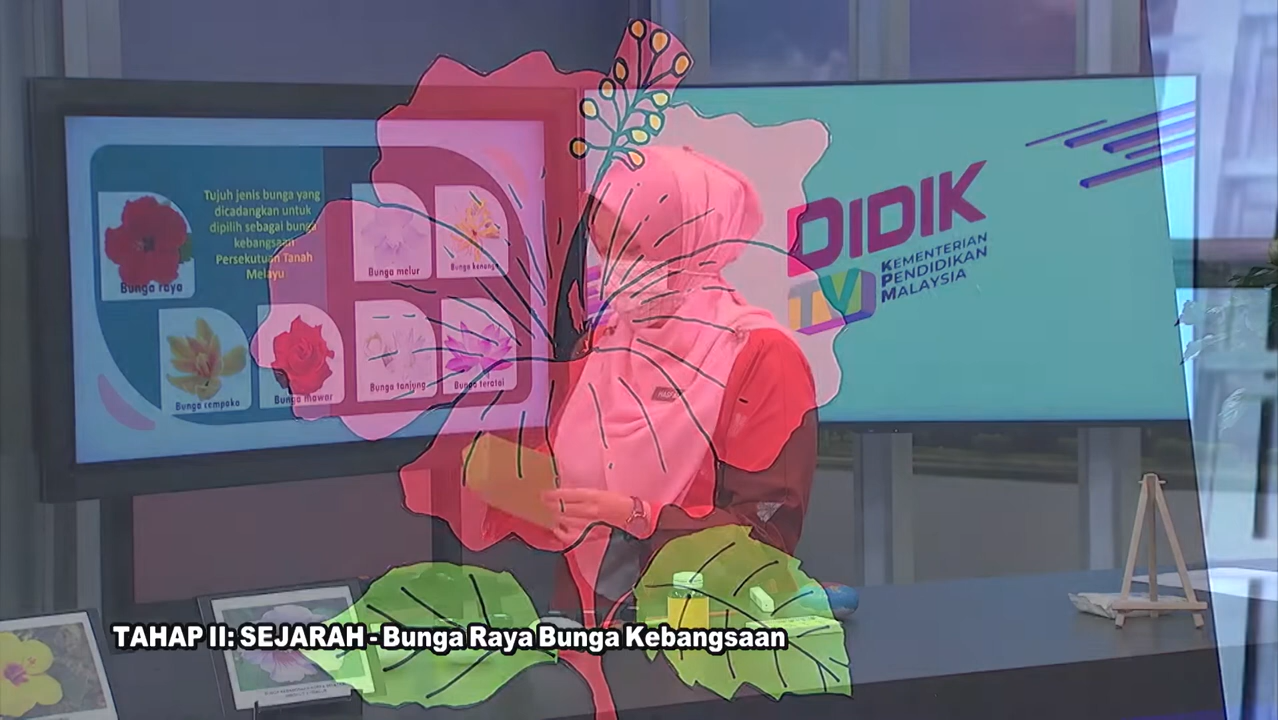 Tujuh jenis bunga yang
dicadangkan untuk
dipilih sebagai bunga
kebangsaan
Persekutuan Tanah
Melayu
Bunga raya
Bunga melur
Bunga kenanga
Bunga cempaka
Bunga mawar
Bunga tanjung
Bunga teratai
DIDIK
TV
KEMENTERIAN
PENDIDIKAN
MALAYSIA
TAHAP II: SEJARAH - Bunga Raya Bunga Kebangsaan